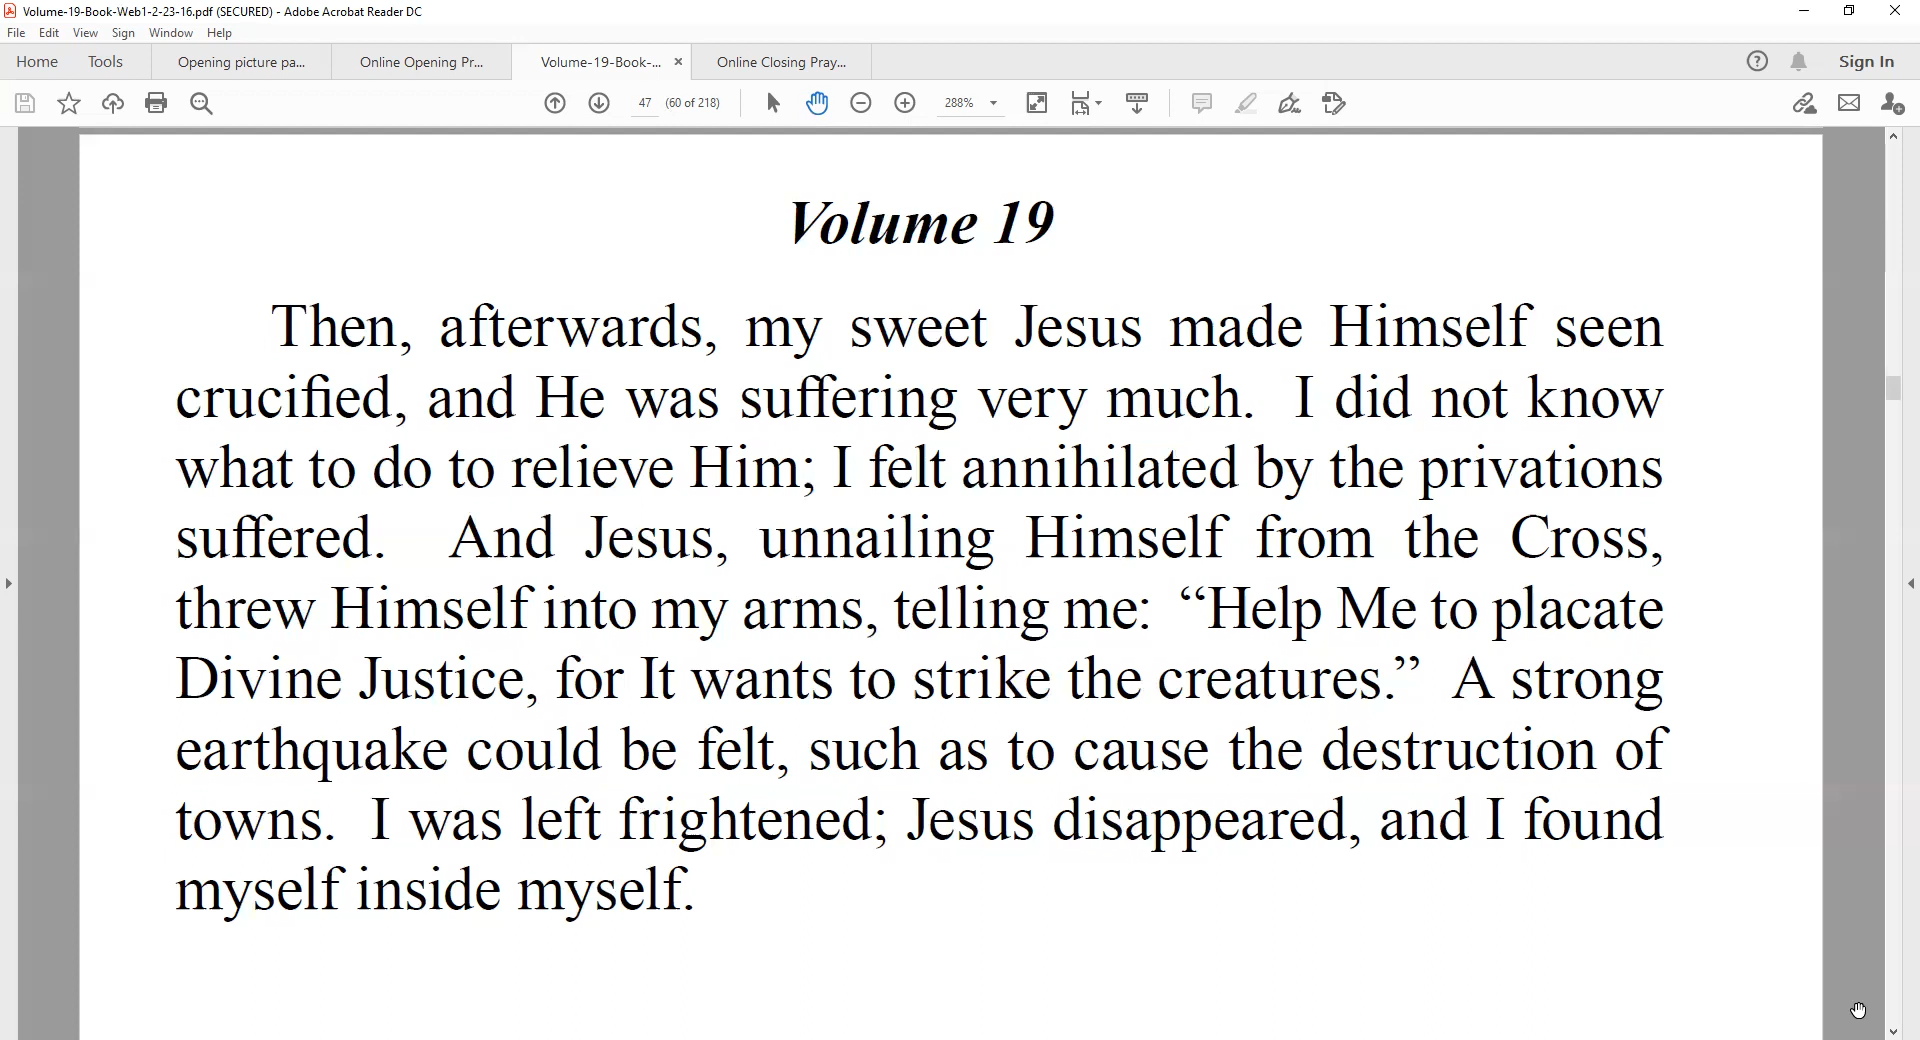 Volume-19-Book-Web1-2-23-16.pdf (SECURED) - Adobe Acrobat Reader DC
File Edit View Sign Window Help
Home Tools Opening picture pa... Online Opening Pr... Volume-19-Book-... × Online Closing Pray... Sign In
47 (60 of 218) 288%
Volume 19
Then, afterwards, my sweet Jesus made Himself seen
crucified, and He was suffering very much. I did not know
what to do to relieve Him; I felt annihilated by the privations
suffered. And Jesus, unnailing Himself from the Cross,
threw Himself into my arms, telling me: “Help Me to placate
Divine Justice, for It wants to strike the creatures.” A strong
earthquake could be felt, such as to cause the destruction of
towns. I was left frightened; Jesus disappeared, and I found
myself inside myself.